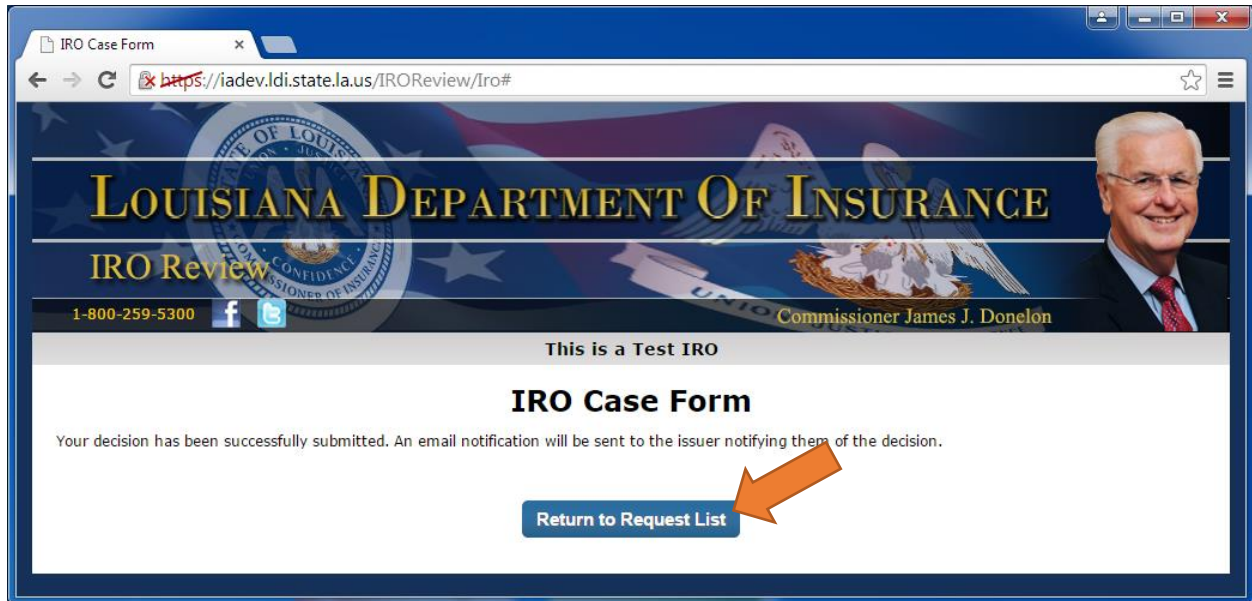 IRO Case Form
https://iadev.ldi.state.la.us/IROReview/Iro#
LOUISIANA DEPARTMENT OF INSURANCE
IRO Review
1-800-259-5300
Commissioner James J. Donelon
This is a Test IRO
IRO Case Form
Your decision has been successfully submitted. An email notification will be sent to the issuer notifying them of the decision.
Return to Request List